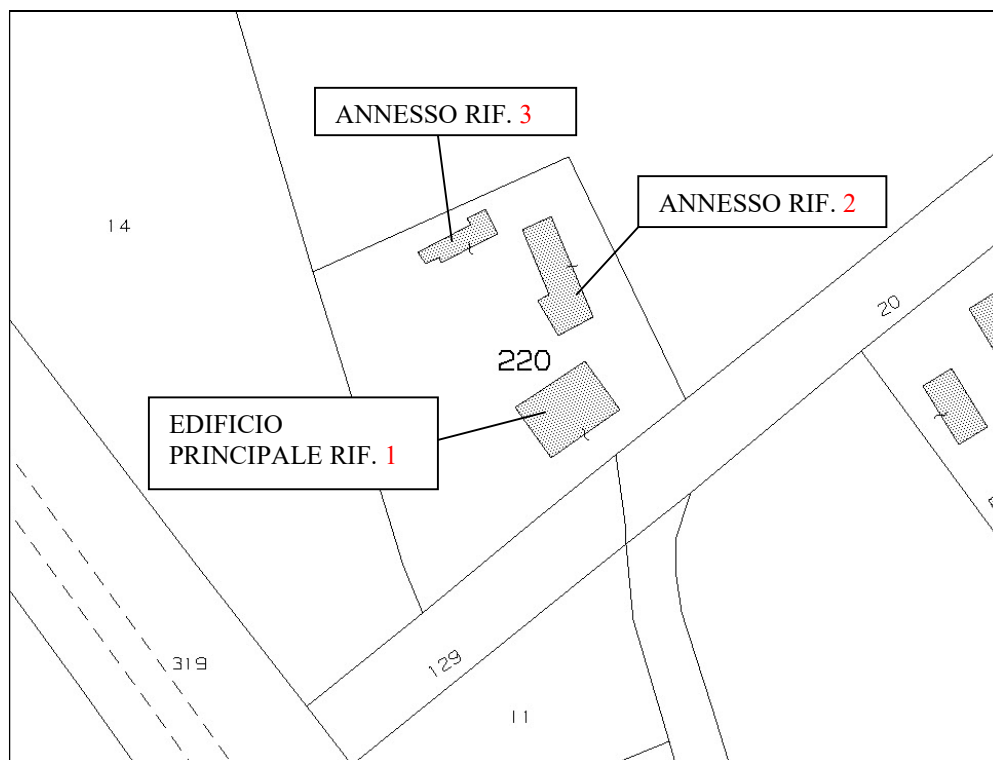 ANNESSO RIF. 3
ANNESSO RIF. 2
14
20
220
EDIFICIO
PRINCIPALE RIF. 1
129
319
11